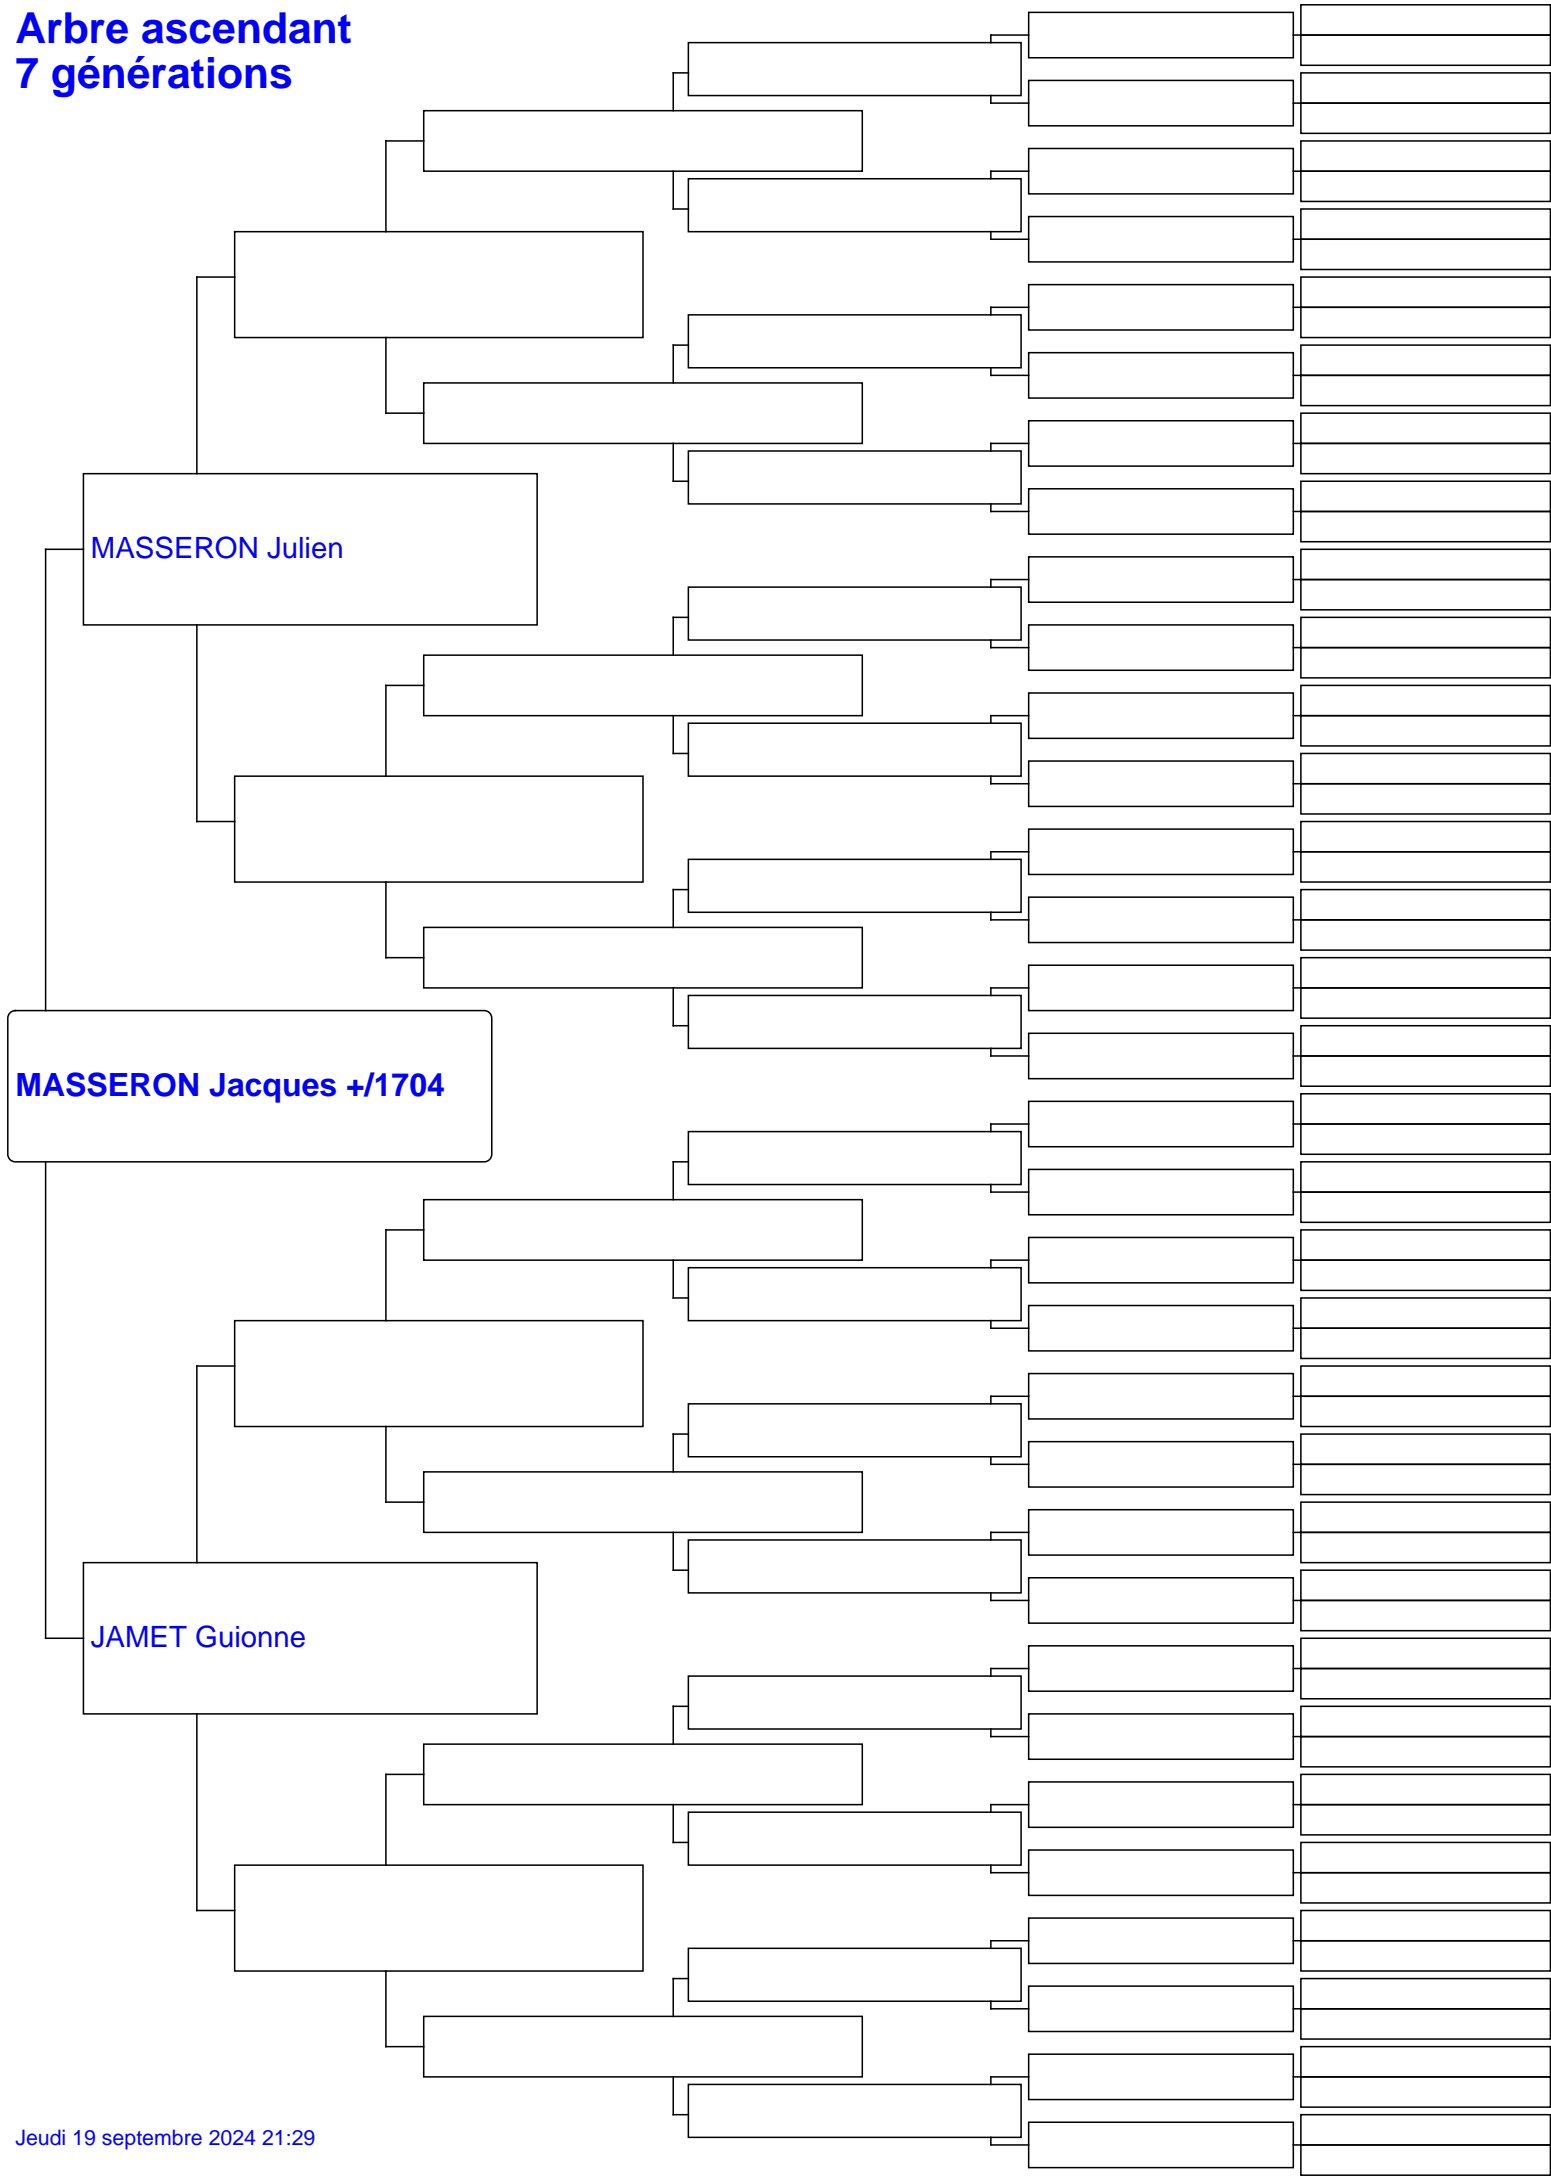 Arbre ascendant
7 générations
MASSERON Julien
MASSERON Jacques +/1704
JAMET Guionne
Jeudi 19 septembre 2024 21:29